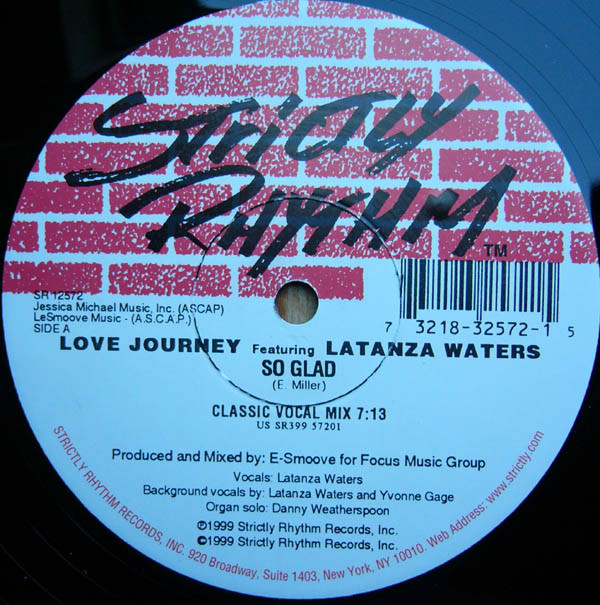 STRICTLY
RHYTHM
TM
SR 12572
Jessica Michael Music, Inc. (ASCAP)
LeSmoove Music - (A.S.C.A.P.)
SIDE A
7 3218-32572-1 5
LOVE JOURNEY Featuring LATANZA WATERS
SO GLAD
(E. Miller)
CLASSIC VOCAL MIX 7:13
US SR399 57201
Produced and Mixed by: E-Smoove for Focus Music Group
Vocals: Latanza Waters
Background vocals by: Latanza Waters and Yvonne Gage
Organ solo: Danny Weatherspoon
℗1999 Strictly Rhythm Records, Inc.
©1999 Strictly Rhythm Records, Inc.
STRICTLY RHYTHM RECORDS, INC. 920 Broadway, Suite 1403, New York, NY 10010. Web Address: www.strictly.com